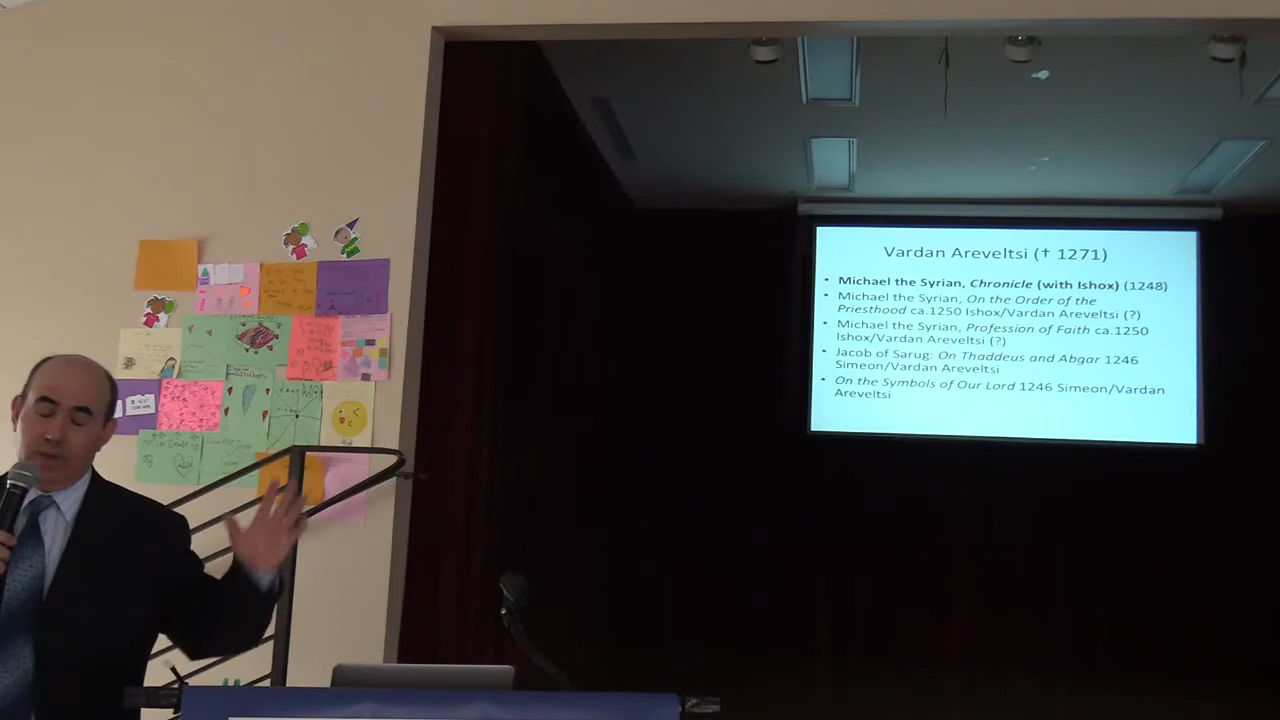 Vardan Areveltsi († 1271)
• Michael the Syrian, Chronicle (with Ishox) (1248)
• Michael the Syrian, On the Order of the
Priesthood ca.1250 Ishox/Vardan Areveltsi (?)
• Michael the Syrian, Profession of Faith ca.1250
Ishox/Vardan Areveltsi (?)
• Jacob of Sarug: On Thaddeus and Abgar 1246
Simeon/Vardan Areveltsi
• On the Symbols of Our Lord 1246 Simeon/Vardan
Areveltsi